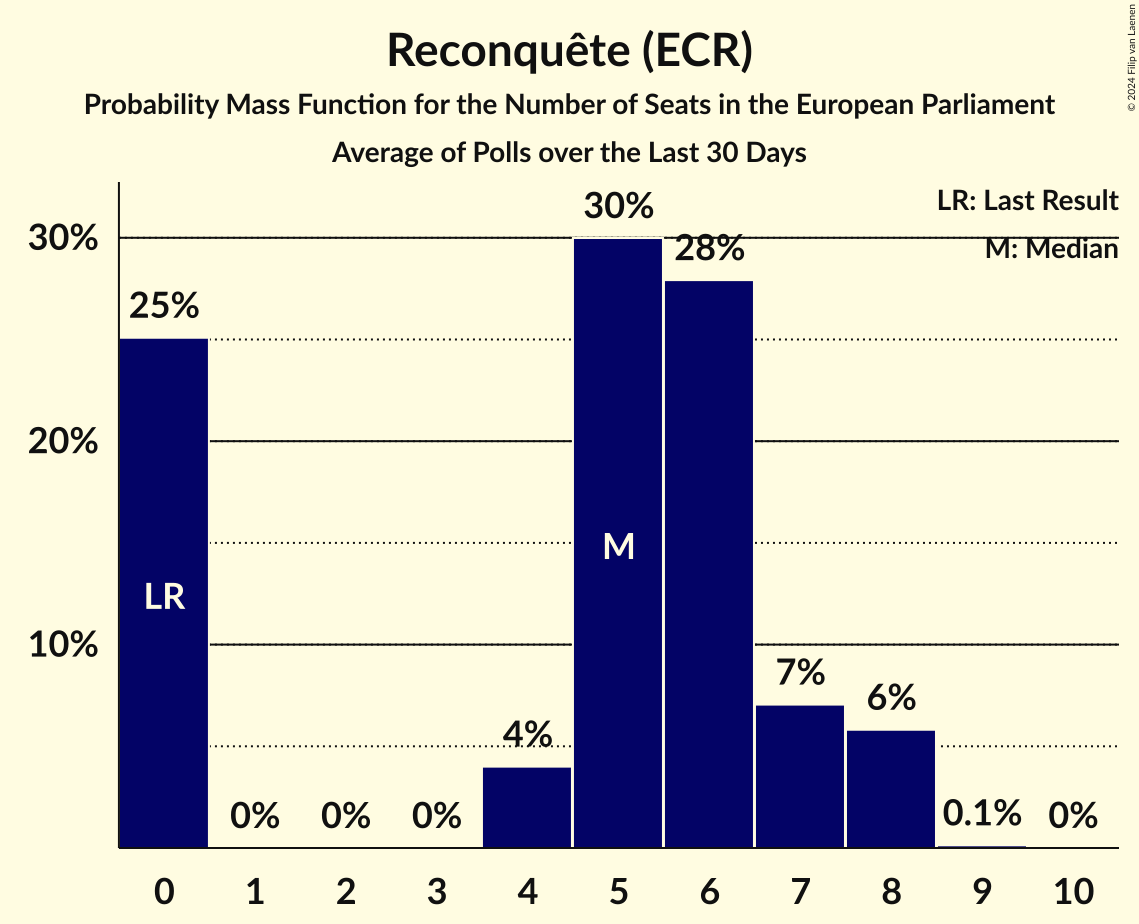 Reconquête (ECR)
Probability Mass Function for the Number of Seats in the European Parliament
Average of Polls over the Last 30 Days
© 2024 Filip van Laenen
LR: Last Result
M: Median
30%
20%
10%
25%
0%
0%
0%
4%
30%
28%
7%
6%
0.1%
0%
LR
M
0 1 2 3 4 5 6 7 8 9 10